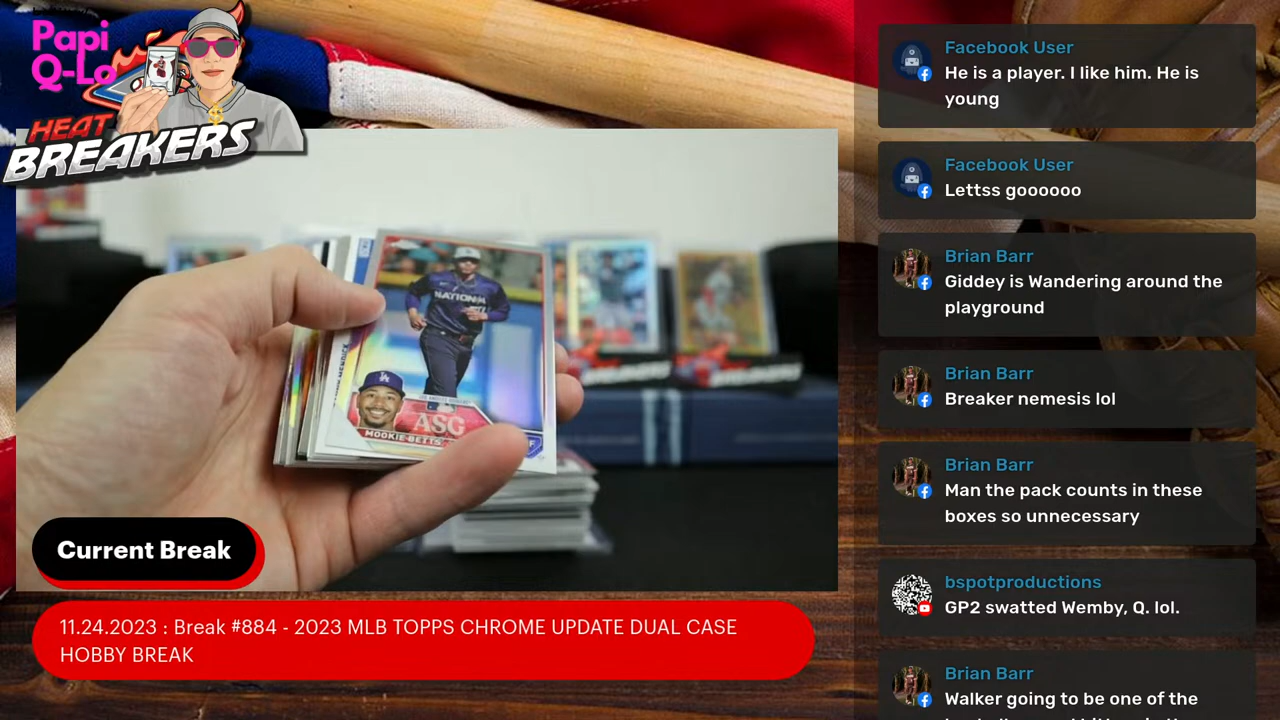 Papi
Q-Lo
HEAT
BREAKERS
NATIONAL
ASG
MOOKIE BETTS
Current Break
11.24.2023 : Break #884 - 2023 MLB TOPPS CHROME UPDATE DUAL CASE
HOBBY BREAK
Facebook User
He is a player. I like him. He is
young
Facebook User
Lettss goooooo
Brian Barr
Giddey is Wandering around the
playground
Brian Barr
Breaker nemesis lol
Brian Barr
Man the pack counts in these
boxes so unnecessary
bspotproductions
GP2 swatted Wemby, Q. lol.
Brian Barr
Walker going to be one of the